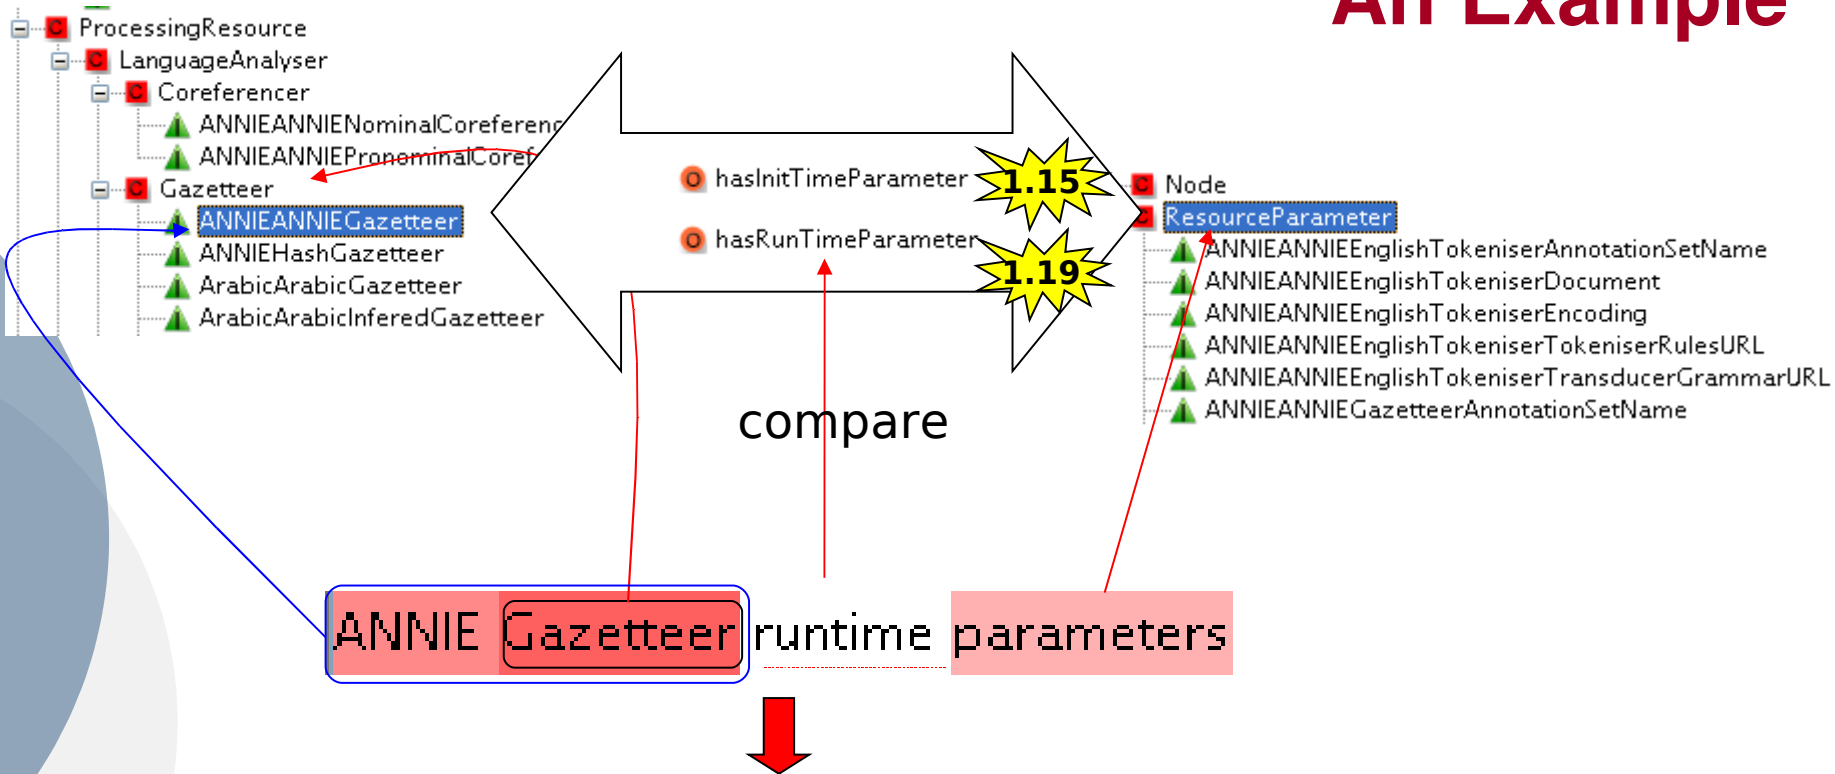 An Example
ProcessingResource
LanguageAnalyser
Coreferencer
ANNIEANNIENominalCoreferenc
ANNIEANNIEPronominalCoref
Gazetteer
ANNIEANNIEGazetteer
ANNIEHashGazetteer
ArabicArabicGazetteer
ArabicArabicInferedGazetteer
hasInitTimeParameter
1.15
hasRunTimeParameter
1.19
Node
ResourceParameter
ANNIEANNIEEnglishTokeniserAnnotationSetName
ANNIEANNIEEnglishTokeniserDocument
ANNIEANNIEEnglishTokeniserEncoding
ANNIEANNIEEnglishTokeniserTokeniserRulesURL
ANNIEANNIEEnglishTokeniserTransducerGrammarURL
ANNIEANNIEGazetteerAnnotationSetName
compare
ANNIE Gazetteer runtime parameters